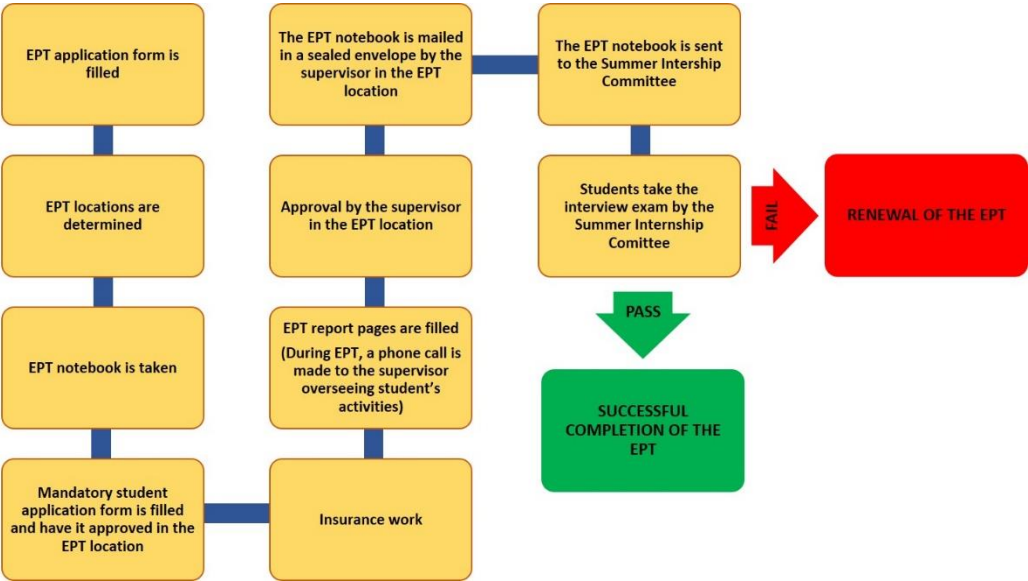 EPT application form is
filled
EPT locations are
determined
EPT notebook is taken
Mandatory student
application form is filled
and have it approved in the
EPT location
Insurance work
EPT report pages are filled
(During EPT, a phone call is
made to the supervisor
overseeing student’s
activities)
Approval by the supervisor
in the EPT location
The EPT notebook is mailed
in a sealed envelope by the
supervisor in the EPT
location
The EPT notebook is sent
to the Summer Intership
Committee
Students take the
interview exam by the
Summer Internship
Comittee
FAIL
RENEWAL OF THE EPT
PASS
SUCCESSFUL
COMPLETION OF THE
EPT